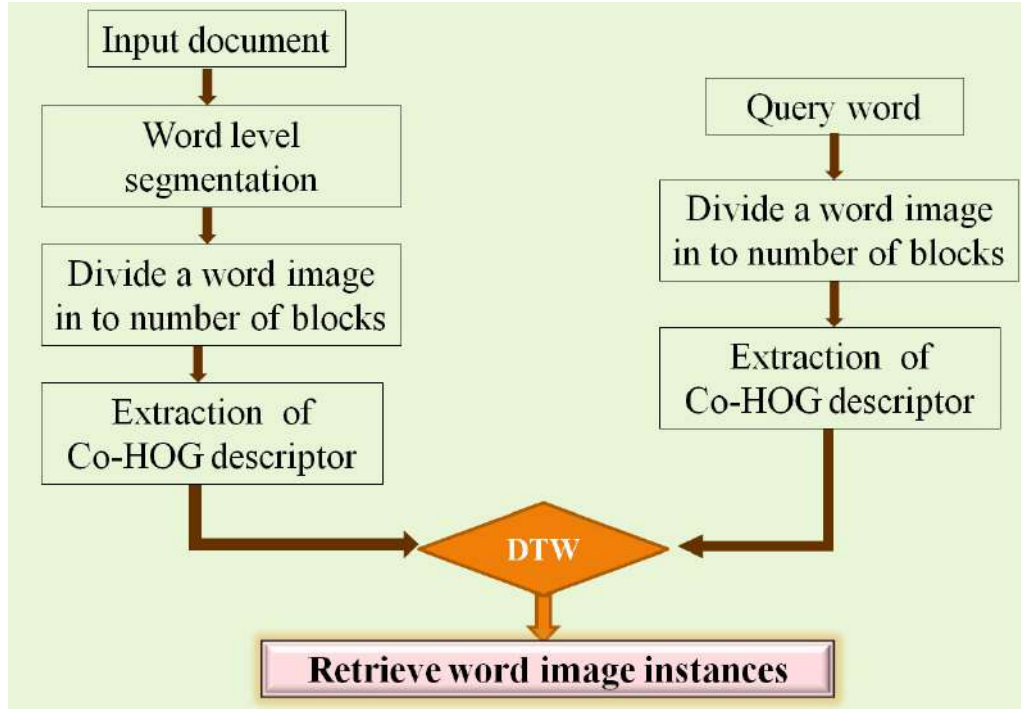 Input document
Word level
segmentation
Divide a word image
in to number of blocks
Extraction of
Co-HOG descriptor
Query word
Divide a word image
in to number of blocks
Extraction of
Co-HOG descriptor
DTW
Retrieve word image instances